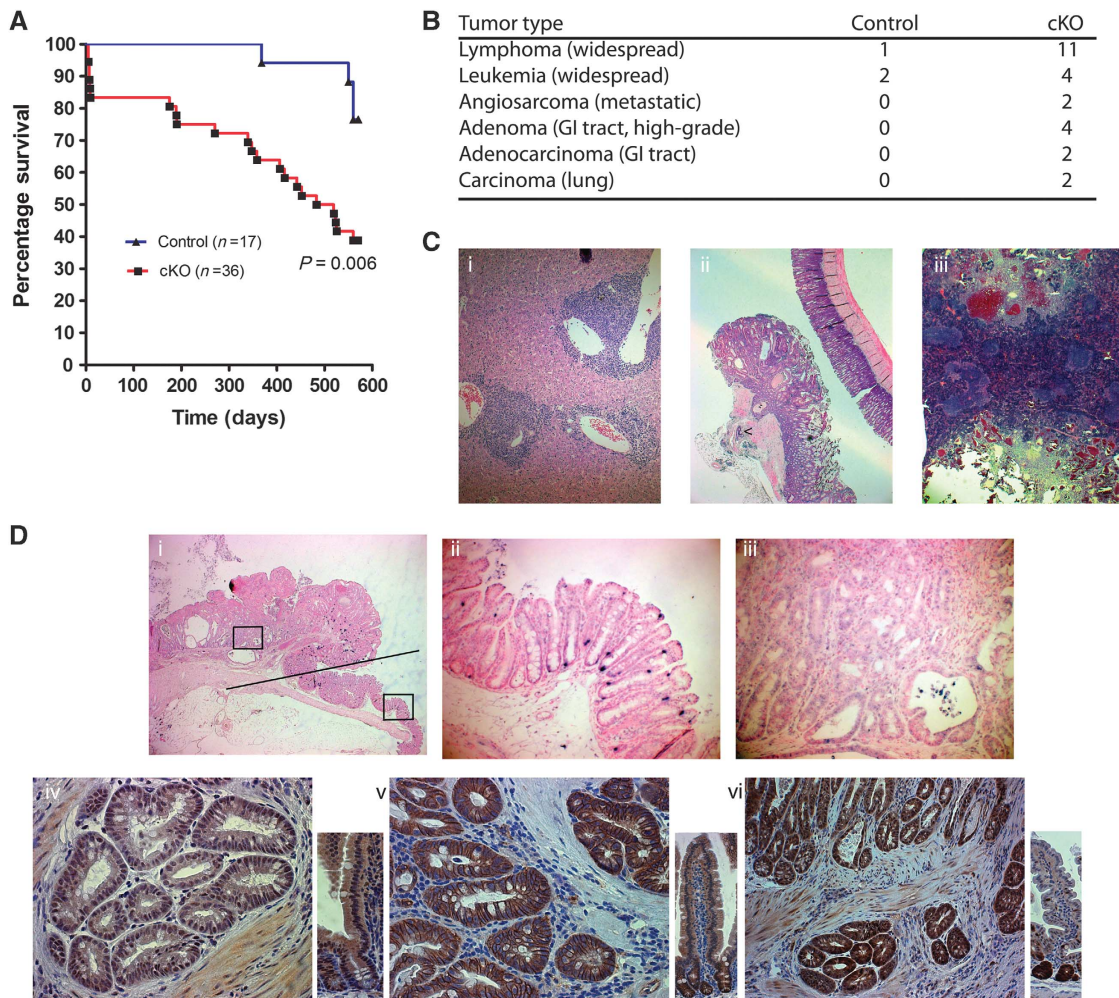 A
Percentage survival
100
90
80
70
60
50
40
30
20
10
0
0 100 200 300 400 500 600
Time (days)
Control (n=17)
cKO (n=36)
P = 0.006
B
Tumor type Control cKO
Lymphoma (widespread) 1 11
Leukemia (widespread) 2 4
Angiosarcoma (metastatic) 0 2
Adenoma (GI tract, high-grade) 0 4
Adenocarcinoma (GI tract) 0 2
Carcinoma (lung) 0 2
C
i
ii
<
iii
D
i
ii
iii
iv
v
vi